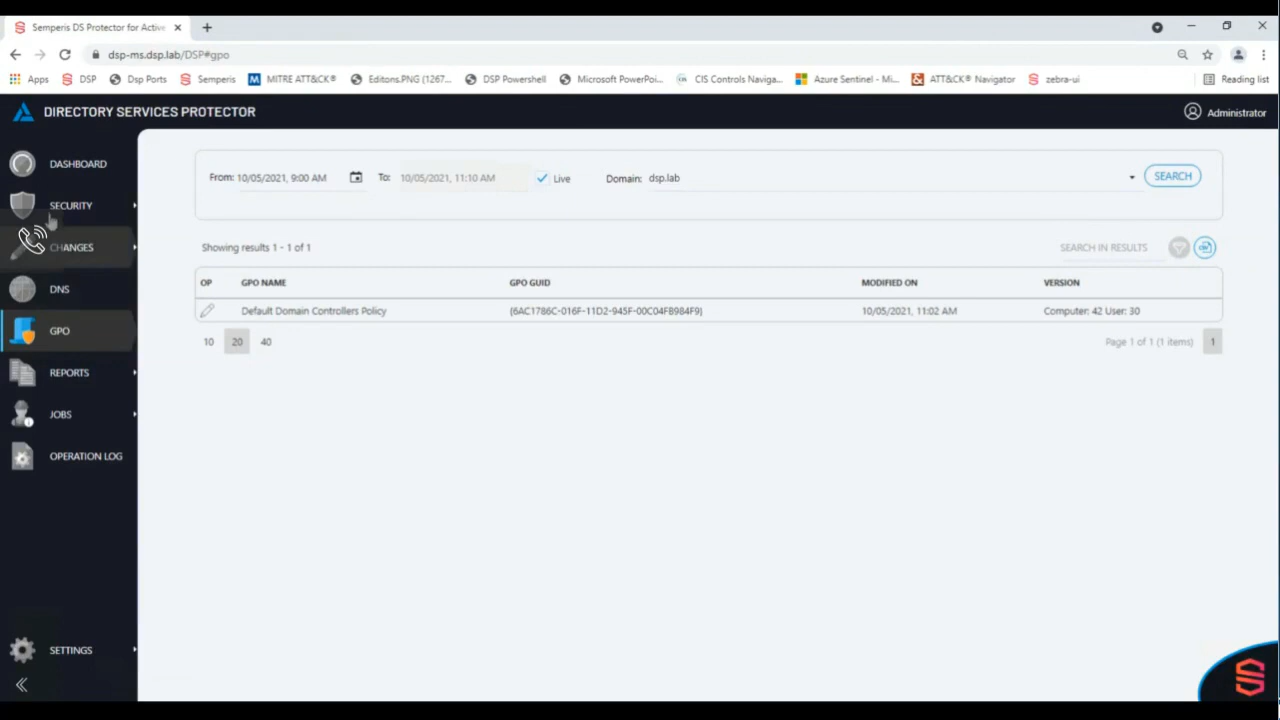 Semperis DS Protector for Active
dsp-ms.dsp.lab/DSP#gpo
Apps DSP Dsp Ports Semperis MITRE ATT&CK® Editons.PNG (1267... DSP Powershell Microsoft PowerPoi... CIS Controls Naviga... Azure Sentinel - Mi... ATT&CK® Navigator zebra-ui Reading list
DIRECTORY SERVICES PROTECTOR Administrator
DASHBOARD
SECURITY
CHANGES
DNS
GPO
REPORTS
JOBS
OPERATION LOG
SETTINGS
From: 10/05/2021, 9:00 AM To: 10/05/2021, 11:10 AM Live Domain: dsp.lab SEARCH
Showing results 1 - 1 of 1 SEARCH IN RESULTS
OP GPO NAME GPO GUID MODIFIED ON VERSION
Default Domain Controllers Policy {6AC1786C-016F-11D2-945F-00C04FB984F9} 10/05/2021, 11:02 AM Computer: 42 User: 30
10 20 40 Page 1 of 1 (1 items) 1